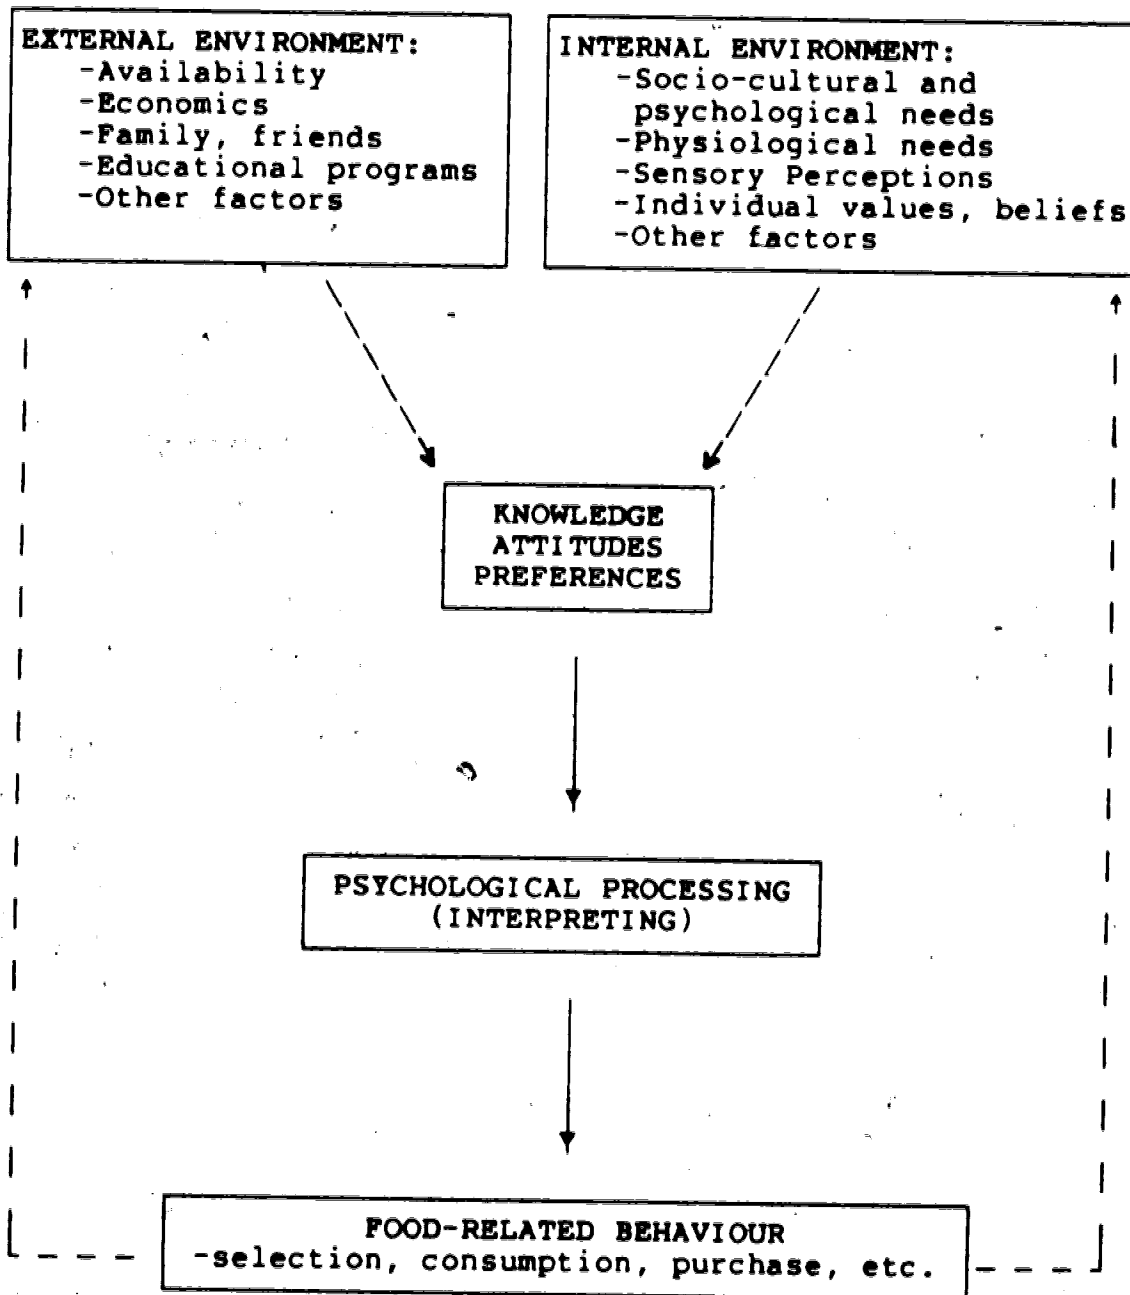 EXTERNAL ENVIRONMENT:
-Availability
-Economics
-Family, friends
-Educational programs
-Other factors
INTERNAL ENVIRONMENT:
-Socio-cultural and
psychological needs
-Physiological needs
-Sensory Perceptions
-Individual values, beliefs
-Other factors
KNOWLEDGE
ATTITUDES
PREFERENCES
PSYCHOLOGICAL PROCESSING
(INTERPRETING)
FOOD-RELATED BEHAVIOUR
-selection, consumption, purchase, etc.